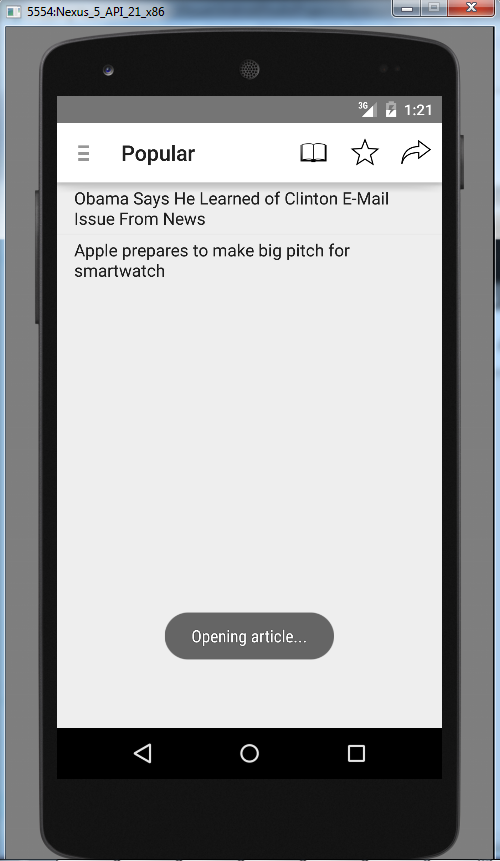 5554:Nexus_5_API_21_x86
3G 1:21
Popular
Obama Says He Learned of Clinton E-Mail
Issue From News
Apple prepares to make big pitch for
smartwatch
Opening article...